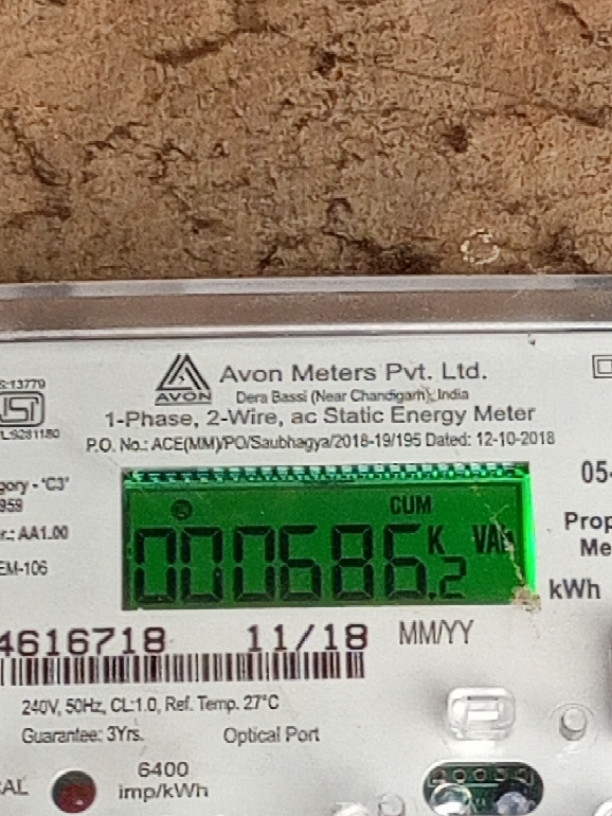 Avon Meters Pvt. Ltd.
AVON
Dera Bassi (Near Chandigarh), India
1-Phase, 2-Wire, ac Static Energy Meter
P.O. No.: ACE(MM)/PO/Saubhagya/2018-19/195 Dated: 12-10-2018
S:13779
ISI
L-9281180
gory - 'C3'
959
r.: AA1.00
EM-106
CUM
000686.2
K
05-
Prop
Me
kWh
4616718 11/18 MM/YY
240V, 50Hz, CL:1.0, Ref. Temp. 27°C
Guarantee: 3Yrs. Optical Port
CAL
6400
imp/kWh